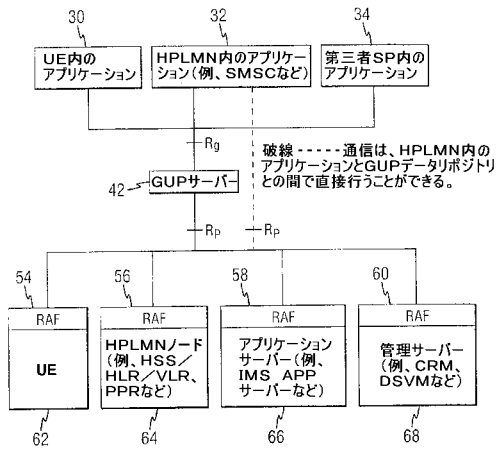 30
32
34
UE内の
アプリケーション
HPLMN内のアプリケー
ション(例、SMSCなど)
第三者SP内の
アプリケーション
Rg
破線 ------ 通信は、HPLMN内の
アプリケーションとGUPデータリポジトリ
との間で直接行うことができる。
42
GUPサーバー
Rp
Rp
54
56
58
60
RAF
UE
RAF
HPLMNノード
(例、HSS/
HLR/VLR、
PPRなど)
RAF
アプリケーション
サーバー(例、
IMS APP
サーバーなど)
RAF
管理サーバー
(例、CRM、
DSVMなど)
62
64
66
68